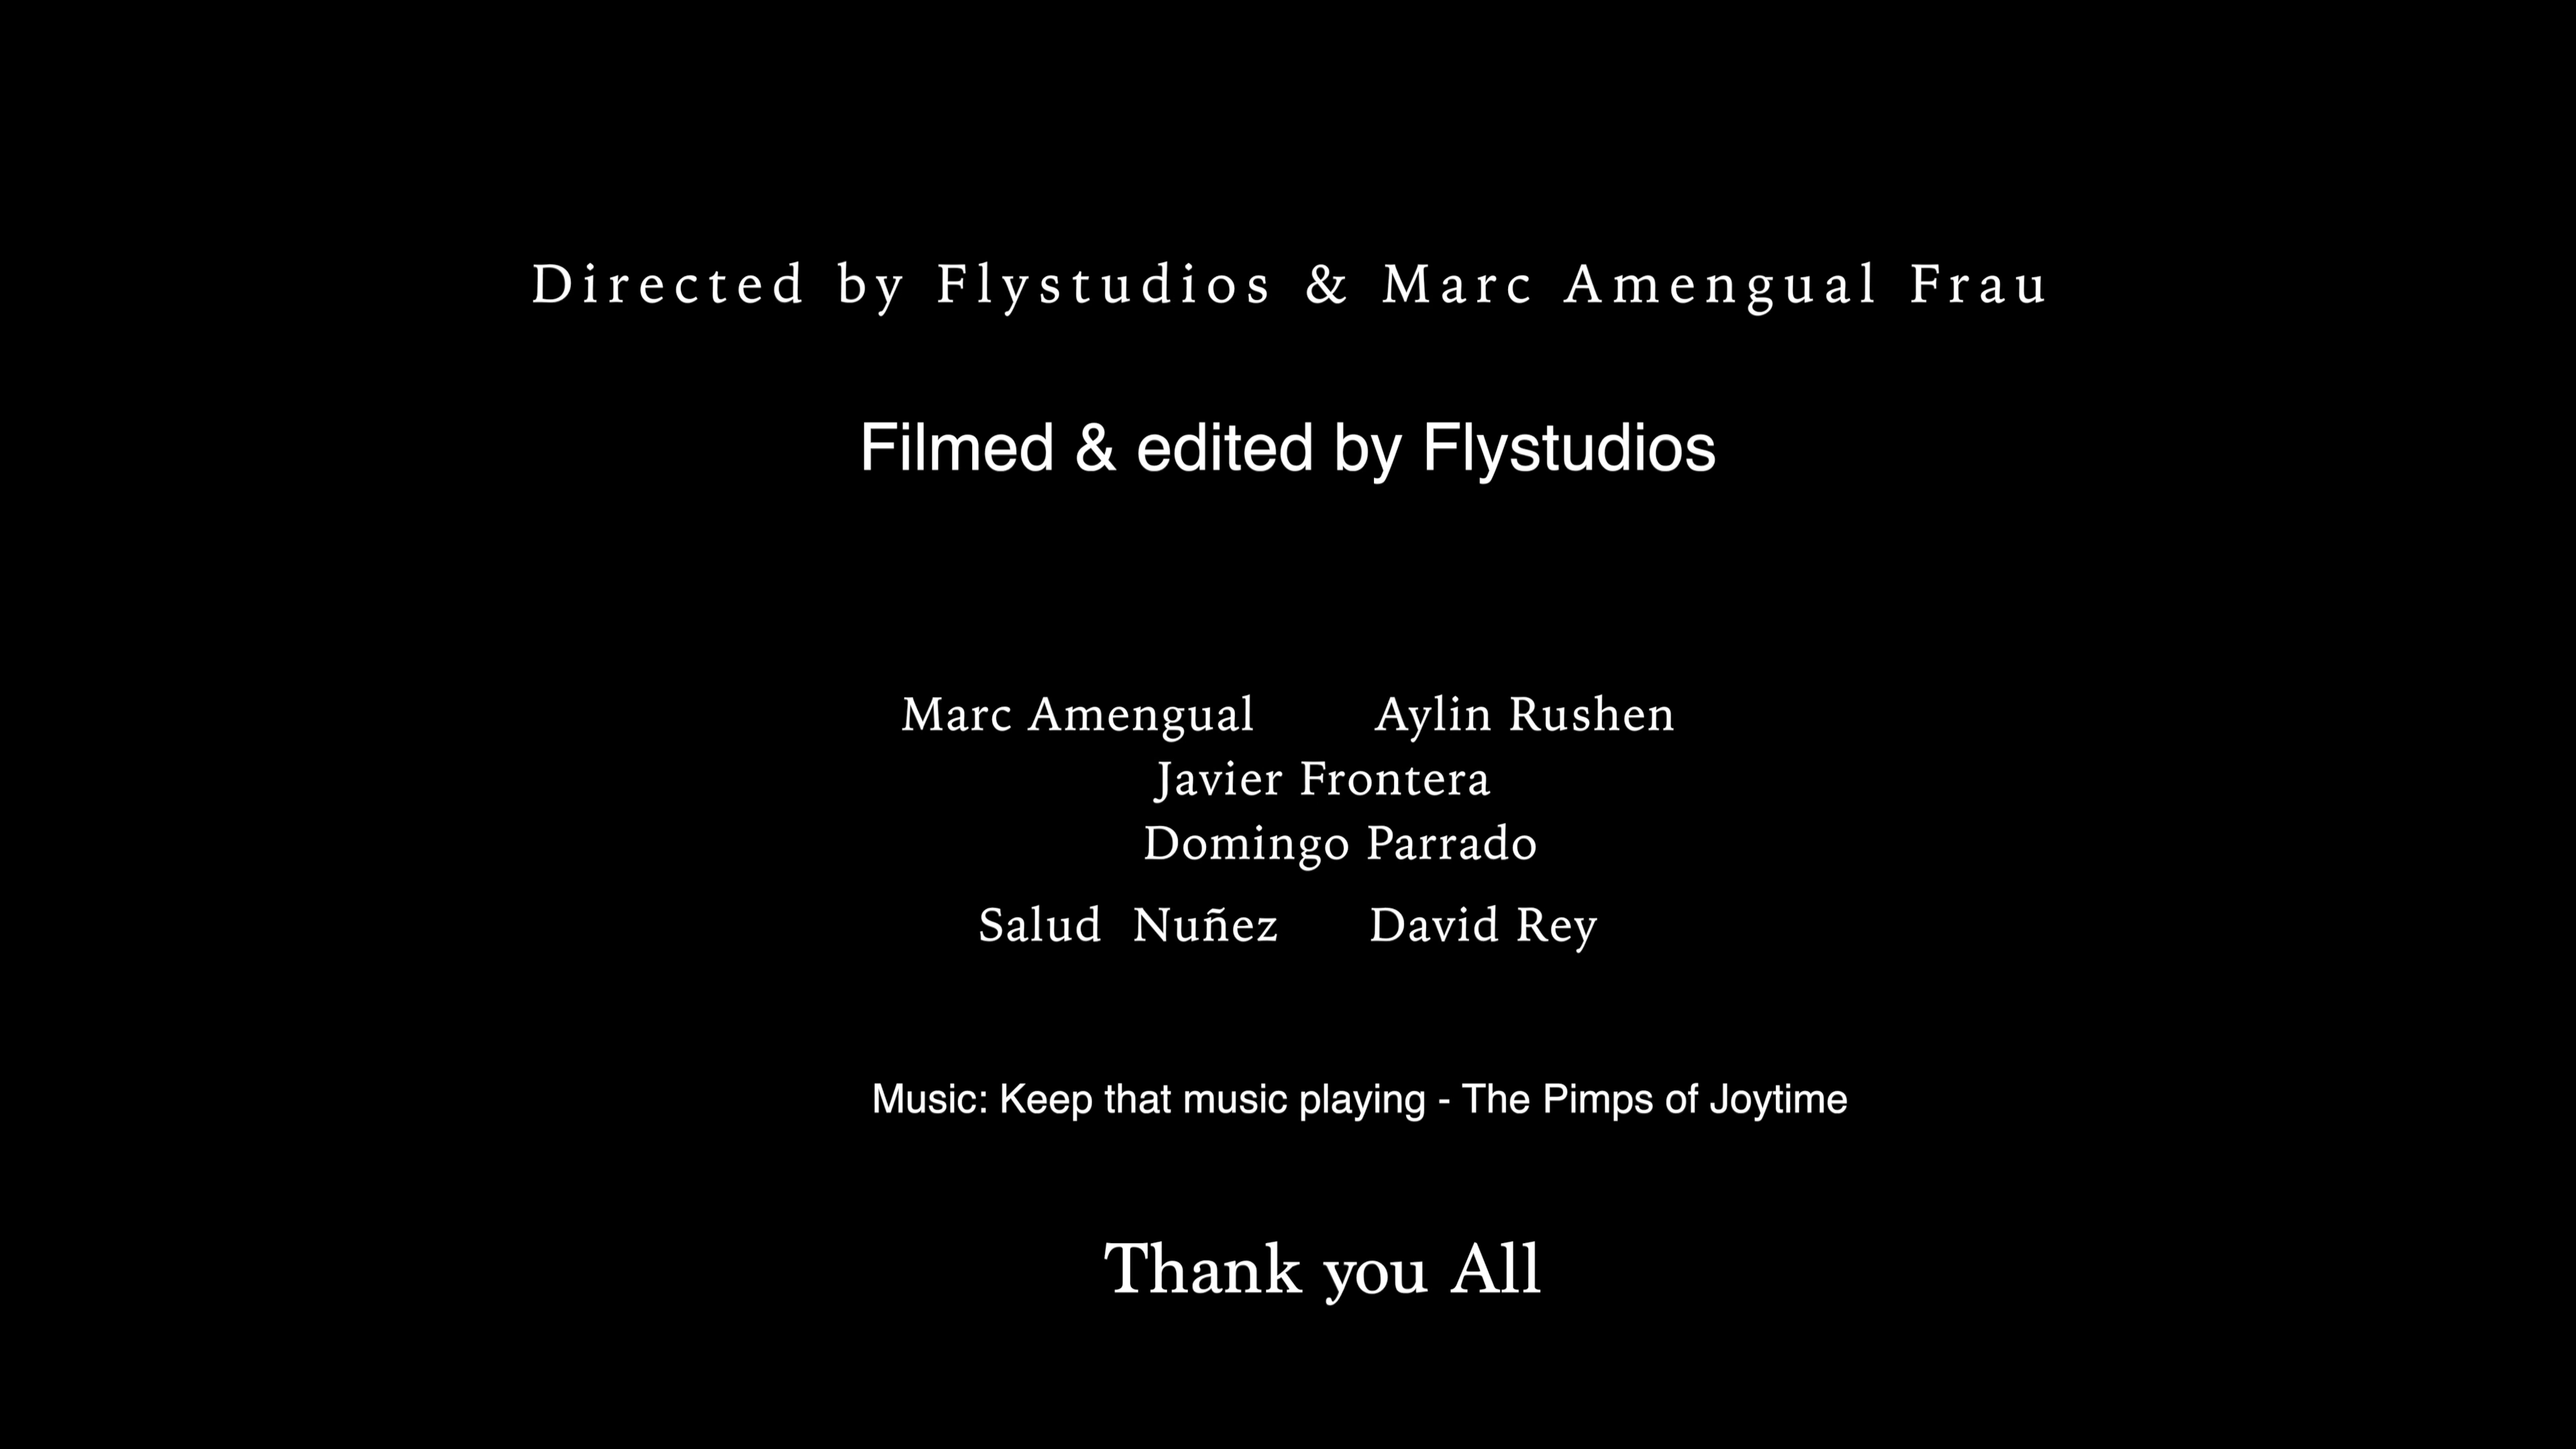 Directed by Flystudios & Marc Amengual Frau
Filmed & edited by Flystudios
Marc Amengual Aylin Rushen
Javier Frontera
Domingo Parrado
Salud Nuñez David Rey
Music: Keep that music playing - The Pimps of Joytime
Thank you All